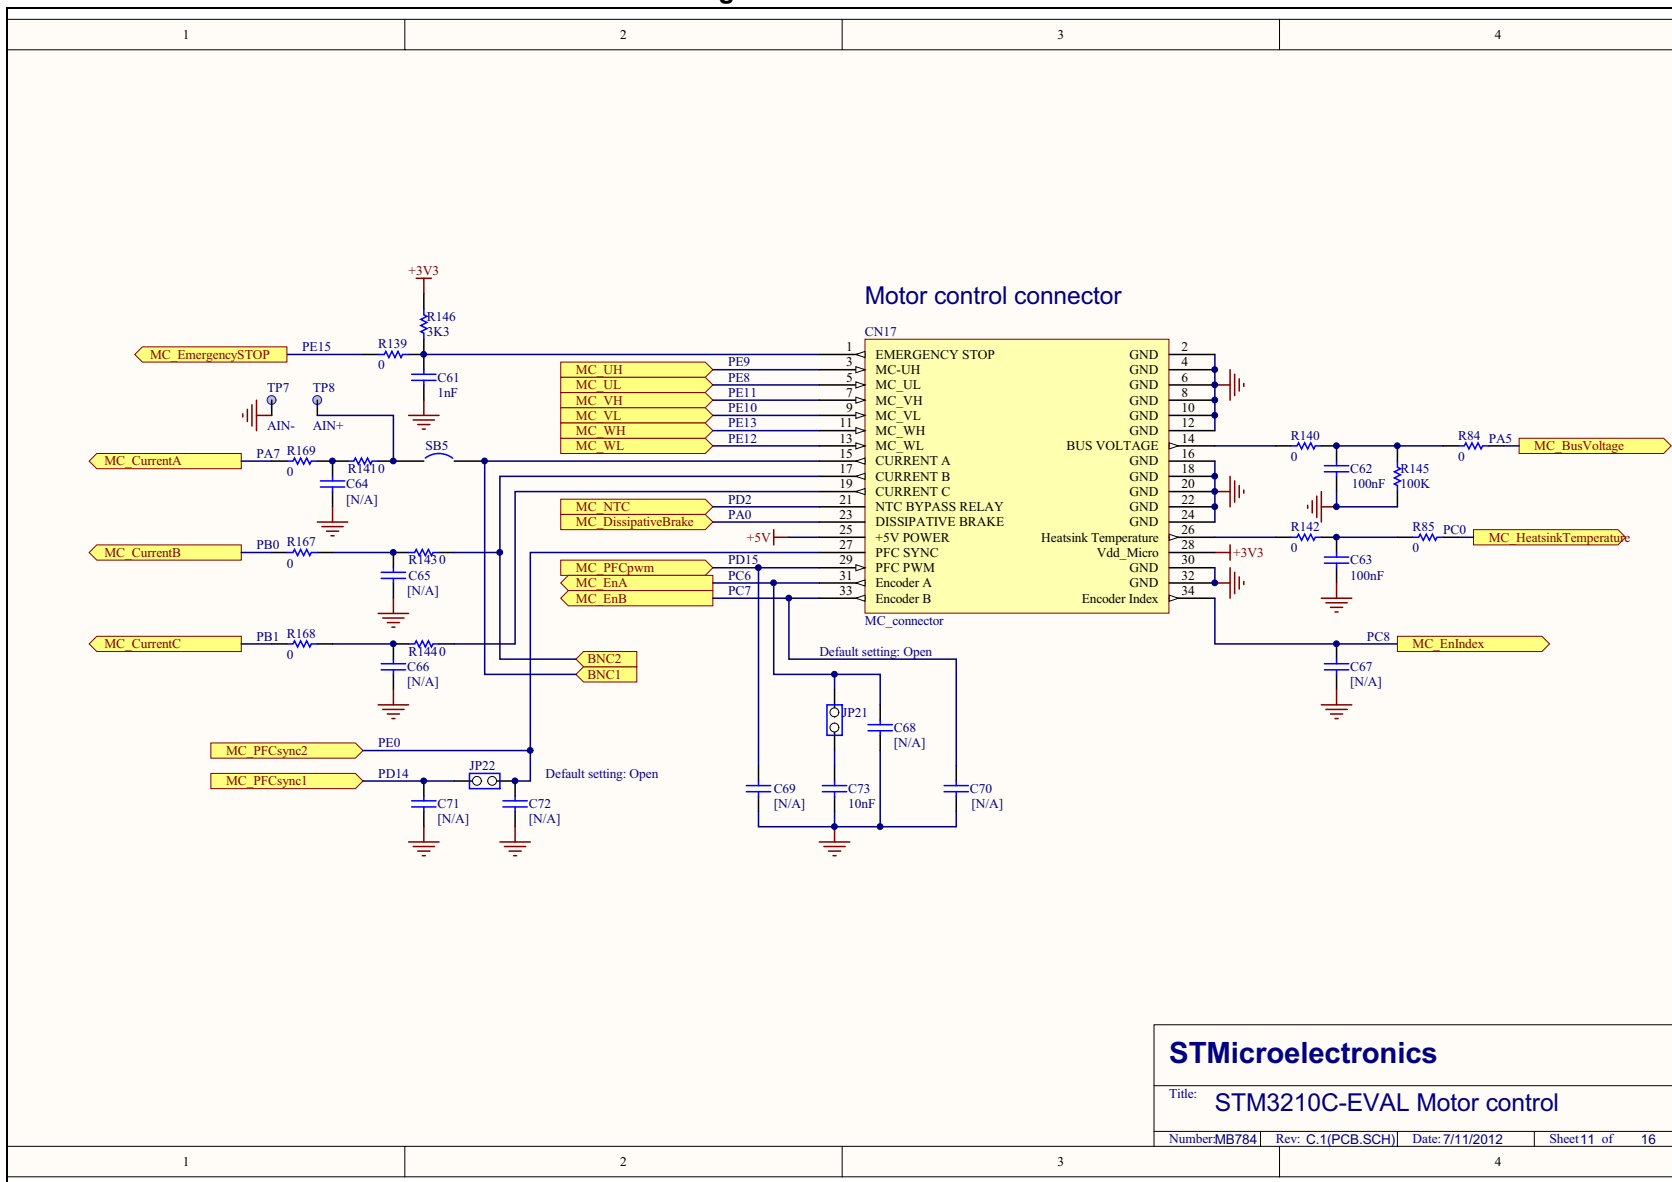 1 2 3 4
+3V3
Motor control connector
R146
3K3
CN17
MC_EmergencySTOP PE15 R139
0
C61
1nF
TP7 TP8
AIN- AIN+
MC_UH PE9
MC_UL PE8
MC_VH PE11
MC_VL PE10
MC_WH PE13
MC_WL PE12
1 EMERGENCY STOP GND 2
3 MC-UH GND 4
5 MC_UL GND 6
7 MC_VH GND 8
9 MC_VL GND 10
11 MC_WH GND 12
13 MC_WL BUS VOLTAGE 14
15 CURRENT A GND 16
17 CURRENT B GND 18
19 CURRENT C GND 20
21 NTC BYPASS RELAY GND 22
23 DISSIPATIVE BRAKE GND 24
25 +5V POWER Heatsink Temperature 26
27 PFC SYNC Vdd_Micro 28
29 PFC PWM GND 30
31 Encoder A GND 32
33 Encoder B Encoder Index 34
MC_connector
R140
0
R84 PA5 MC_BusVoltage
0
C62
100nF
R145
100K
R142
0
R85 PC0 MC_HeatsinkTemperature
0
+3V3
C63
100nF
PC8 MC_EnIndex
C67
[N/A]
SB5
MC_CurrentA PA7 R169
0
R141 0
C64
[N/A]
MC_NTC PD2
MC_DissipativeBrake PA0
+5V
MC_PFCpwm PD15
MC_EnA PC6
MC_EnB PC7
MC_CurrentB PB0 R167
0
R143 0
C65
[N/A]
MC_CurrentC PB1 R168
0
R144 0
C66
[N/A]
BNC2
BNC1
Default setting: Open
JP21
C68
[N/A]
MC_PFCsync2 PE0
MC_PFCsync1 PD14
JP22
Default setting: Open
C71
[N/A]
C72
[N/A]
C69
[N/A]
C73
10nF
C70
[N/A]
STMicroelectronics
Title: STM3210C-EVAL Motor control
Number:MB784 Rev: C.1(PCB.SCH) Date:7/11/2012 Sheet 11 of 16
1 2 3 4